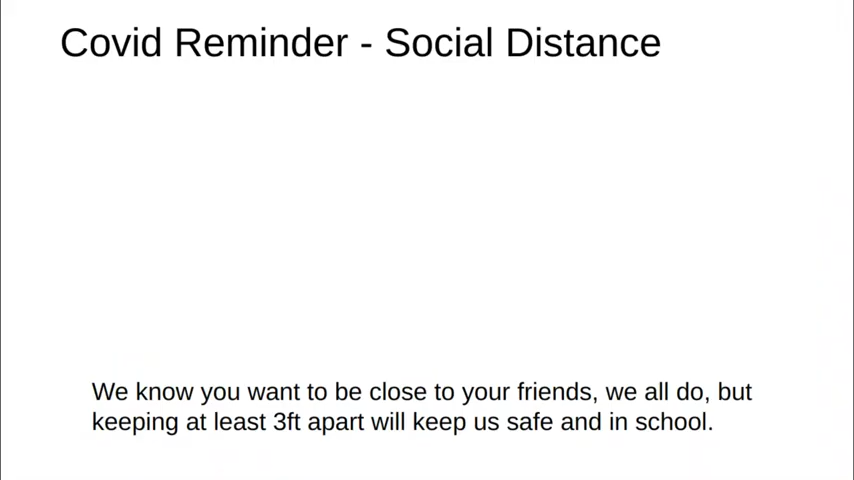 Covid Reminder - Social Distance
We know you want to be close to your friends, we all do, but
keeping at least 3ft apart will keep us safe and in school.